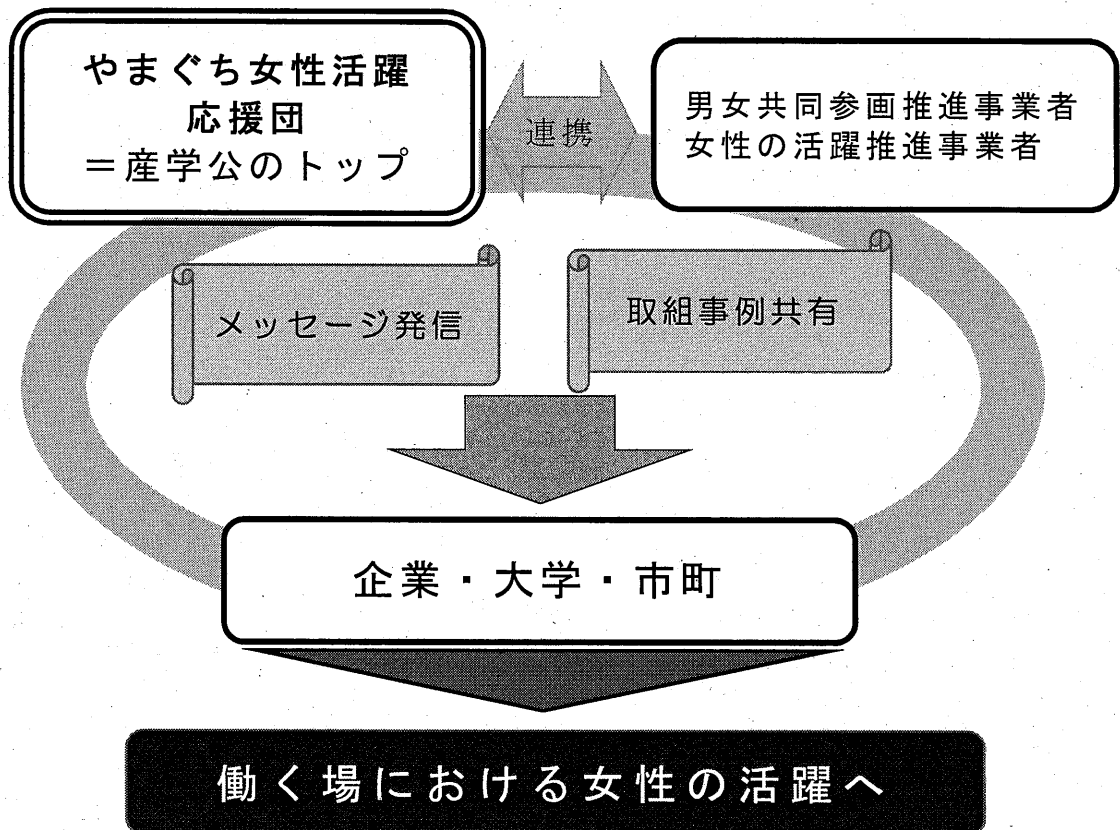 やまぐち女性活躍
応援団
＝産学公のトップ
連携
男女共同参画推進事業者
女性の活躍推進事業者
メッセージ発信
取組事例共有
企業・大学・市町
働く場における女性の活躍へ